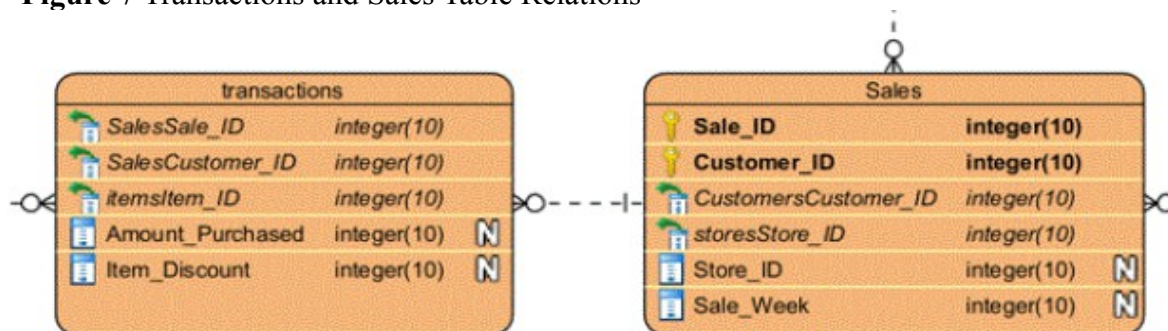 Figure 7 Transactions and Sales Table Relations
transactions
SalesSale_ID integer(10)
SalesCustomer_ID integer(10)
itemsItem_ID integer(10)
Amount_Purchased integer(10) N
Item_Discount integer(10) N
Sales
Sale_ID integer(10)
Customer_ID integer(10)
CustomersCustomer_ID integer(10)
storesStore_ID integer(10)
Store_ID integer(10) N
Sale_Week integer(10) N